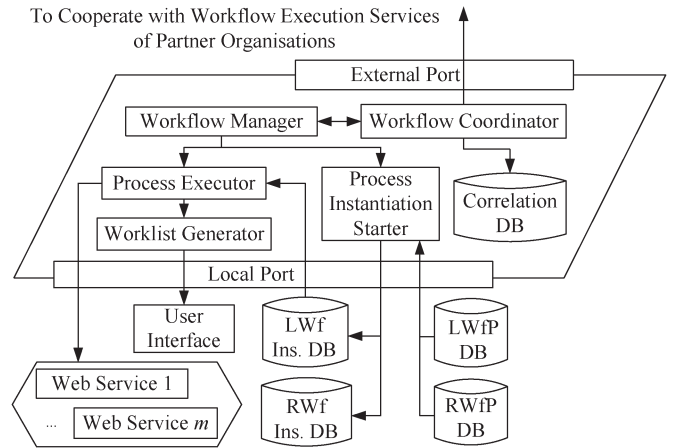 To Cooperate with Workflow Execution Services
of Partner Organisations
External Port
Workflow Manager
Workflow Coordinator
Process Executor
Process
Instantiation
Starter
Correlation
DB
Worklist Generator
Local Port
User
Interface
LWf
Ins. DB
LWfP
DB
Web Service 1
... Web Service m
RWf
Ins. DB
RWfP
DB